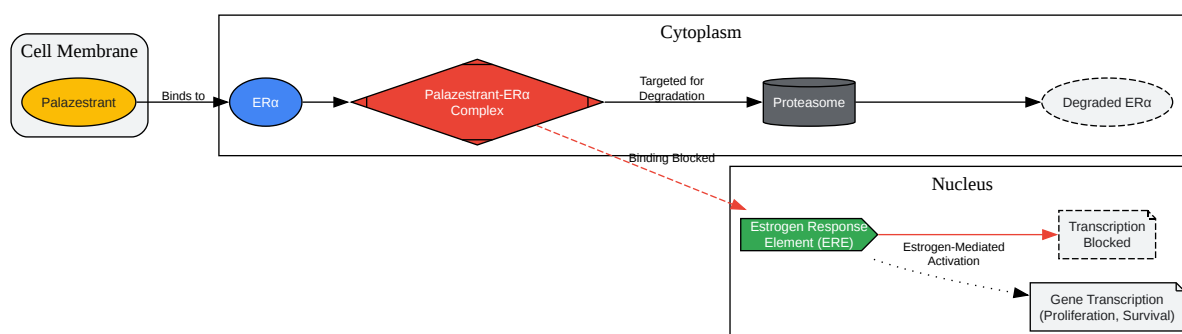 Cell Membrane
Palazestrant
Binds to
Cytoplasm
ERα
Palazestrant-ERα
Complex
Targeted for
Degradation
Proteasome
Degraded ERα
Binding Blocked
Nucleus
Estrogen Response
Element (ERE)
Transcription
Blocked
Estrogen-Mediated
Activation
Gene Transcription
(Proliferation, Survival)